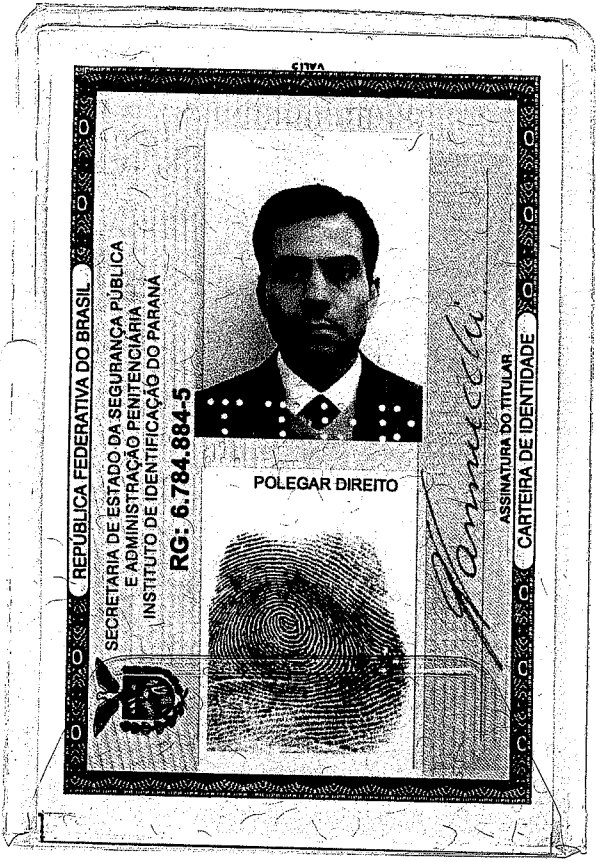 REPÚBLICA FEDERATIVA DO BRASIL
SECRETARIA DE ESTADO DA SEGURANÇA PÚBLICA
E ADMINISTRAÇÃO PENITENCIÁRIA
INSTITUTO DE IDENTIFICAÇÃO DO PARANÁ
RG: 6.784.884-5
POLEGAR DIREITO
ASSINATURA DO TITULAR
CARTEIRA DE IDENTIDADE